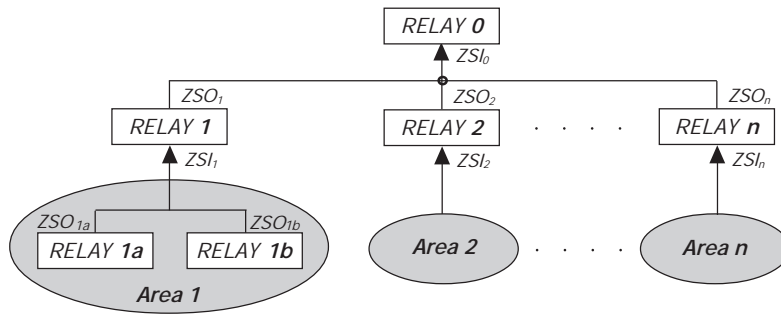 RELAY 0
ZSI0
ZSO1
ZSO2
ZSOn
RELAY 1
RELAY 2
. . . . .
RELAY n
ZSI1
ZSI2
ZSIn
ZSO1a
ZSO1b
RELAY 1a
RELAY 1b
Area 1
Area 2
. . . . .
Area n